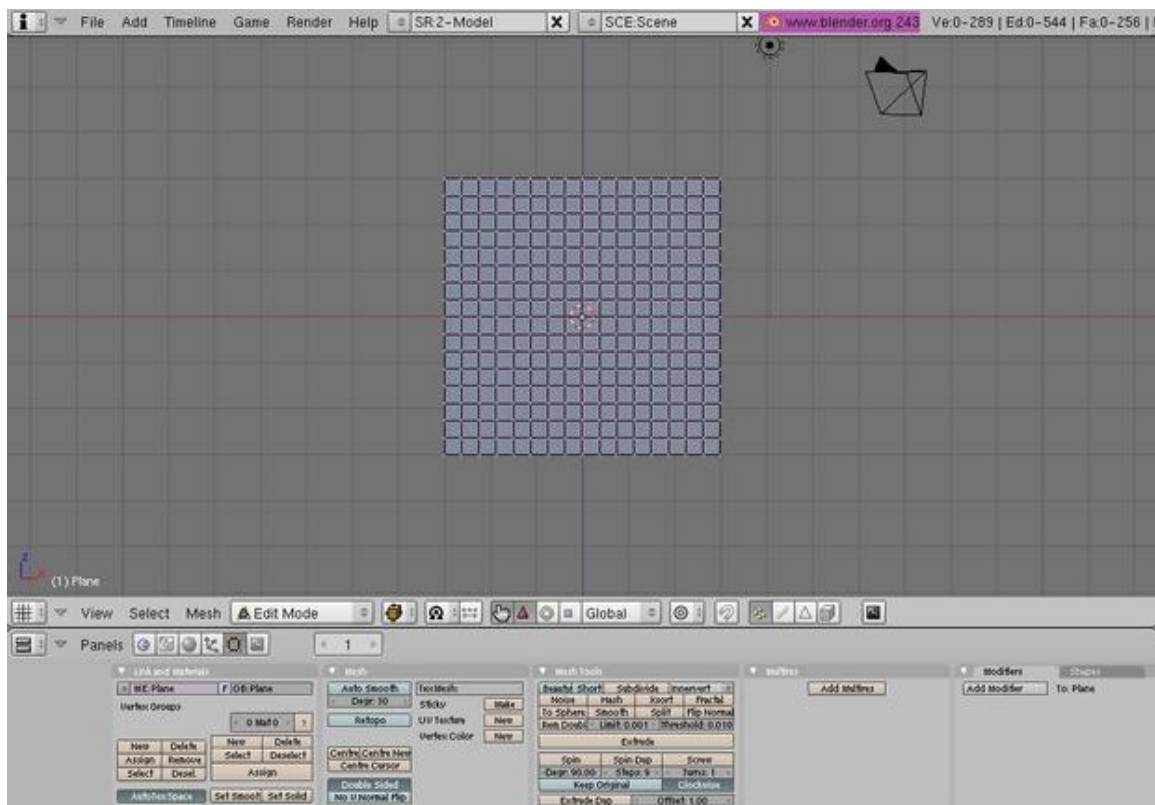 File Add Timeline Game Render Help SR:2-Model X SCE:Scene X www.blender.org 243 Ve:0-289 | Ed:0-544 | Fa:0-256 |
z
(1) Plane
View Select Mesh Edit Mode Global
Panels 1
Link and Materials Mesh Mesh Tools Multires Modifiers Shapes
ME:Plane F OB:Plane Auto Smooth TexMesh: Beauty Short Subdivide Innervert Add Multires Add Modifier To: Plane
Vertex Groups Degr: 30 Sticky Make Noise Hash Xsort Fractal
0 Mat 0 ? Retopo UV Texture New To Sphere Smooth Split Flip Normal
Vertex Color New Rem Doubl Limit: 0.001 Threshold: 0.010
New Delete New Delete Extrude
Assign Remove Select Deselect Centre Centre New Spin Spin Dup Screw
Select Desel. Assign Centre Cursor Degr: 90.00 Steps: 9 Turns: 1
Double Sided Keep Original Clockwise
AutoTexSpace Set Smoot Set Solid No V.Normal Flip Extrude Dup Offset: 1.00